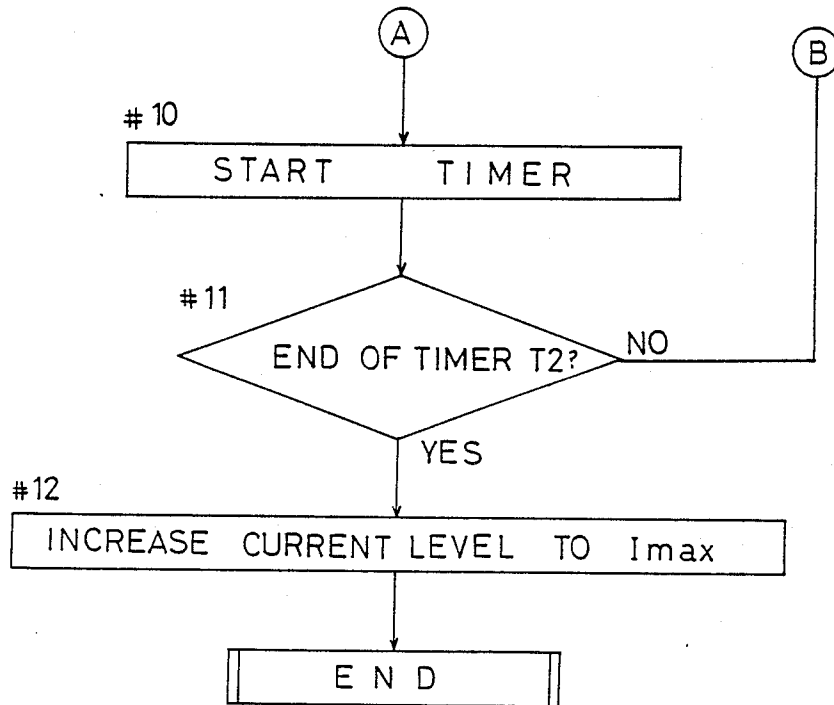 A
B
#10
START TIMER
#11
END OF TIMER T2?
NO
YES
#12
INCREASE CURRENT LEVEL TO Imax
END